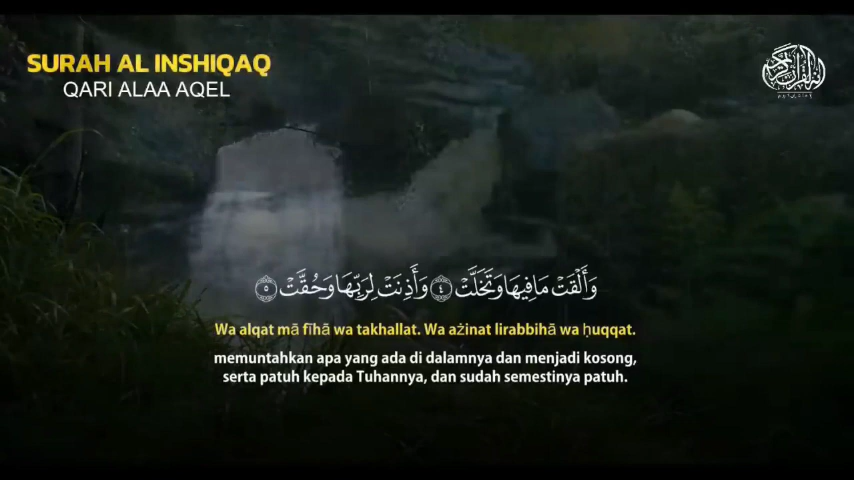 SURAH AL INSHIQAQ
QARI ALAA AQEL
وَأَلْقَتْ مَا فِيهَا وَتَخَلَّتْ ٤ وَأَذِنَتْ لِرَبِّهَا وَحُقَّتْ ٥
Wa alqat mā fīhā wa takhallat. Wa ażinat lirabbihā wa ḥuqqat.
memuntahkan apa yang ada di dalamnya dan menjadi kosong,
serta patuh kepada Tuhannya, dan sudah semestinya patuh.